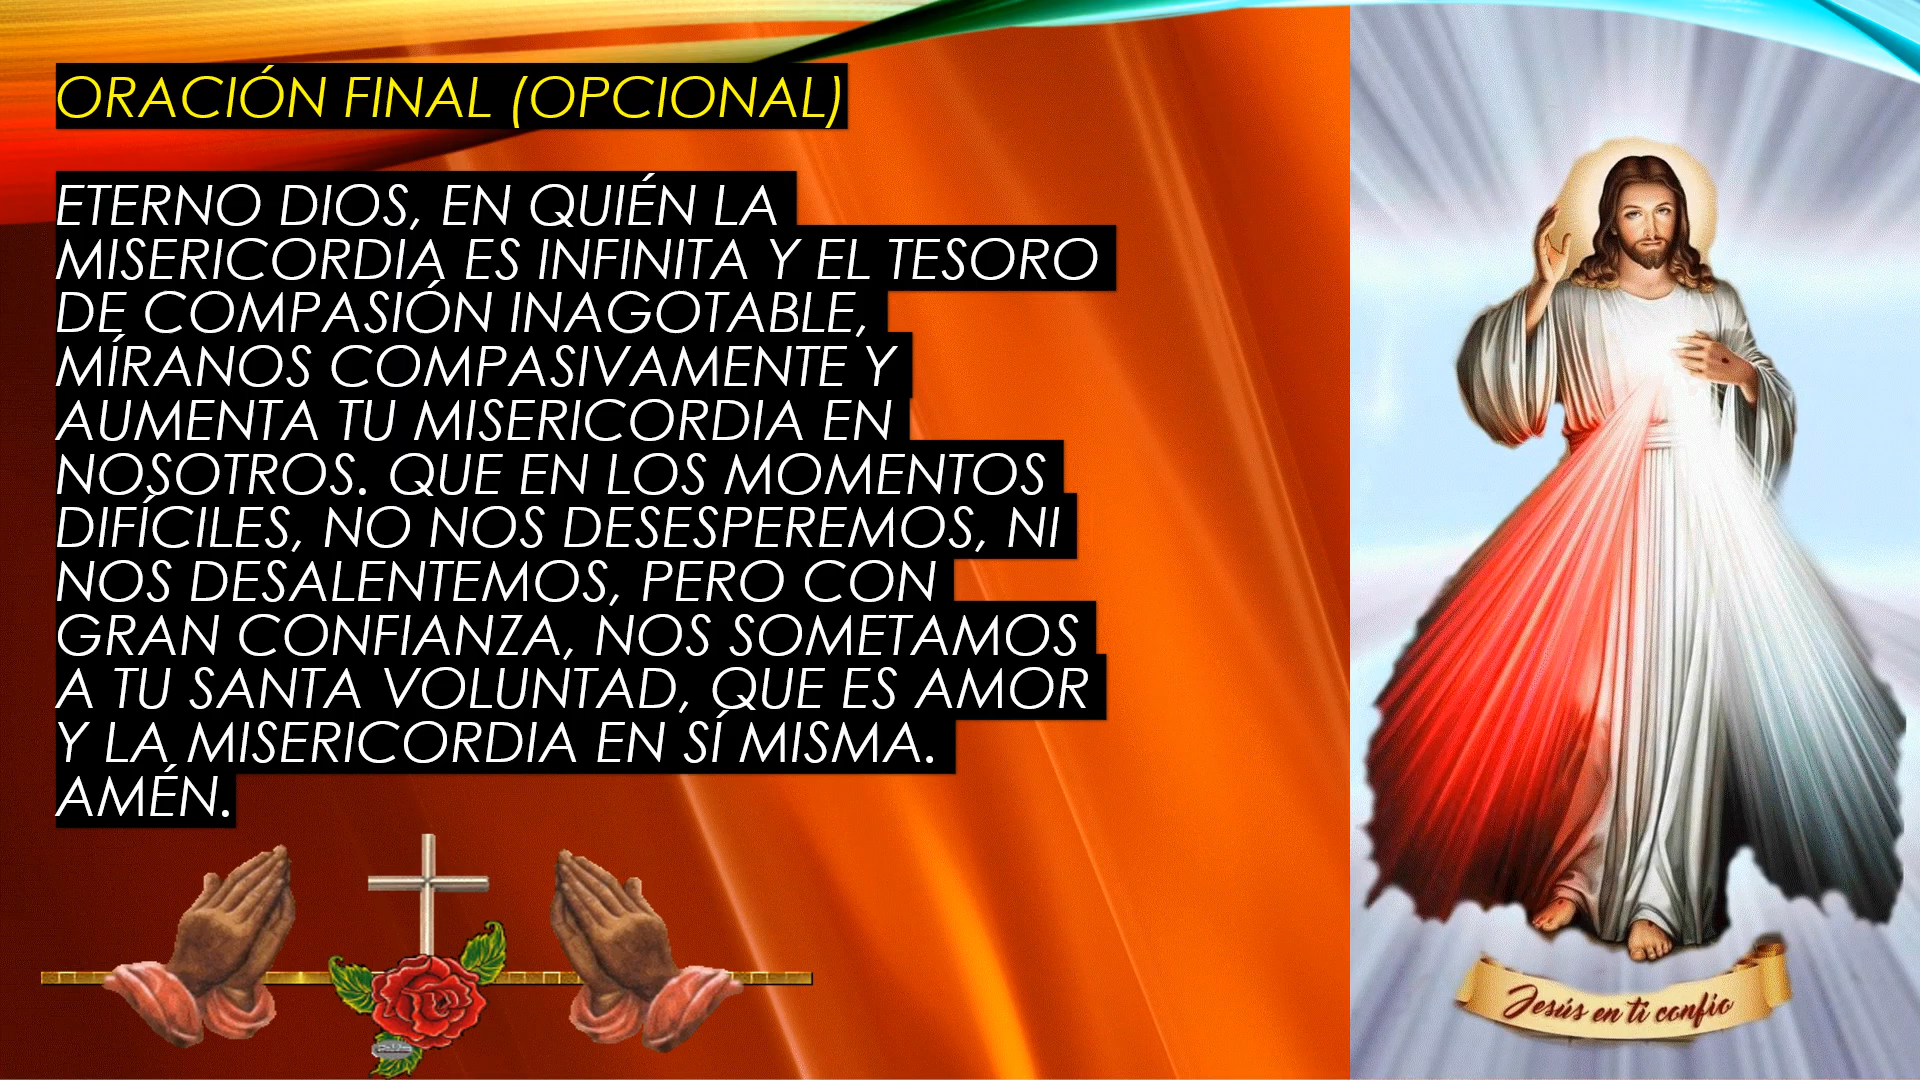 ORACIÓN FINAL (OPCIONAL)
ETERNO DIOS, EN QUIÉN LA
MISERICORDIA ES INFINITA Y EL TESORO
DE COMPASIÓN INAGOTABLE,
MÍRANOS COMPASIVAMENTE Y
AUMENTA TU MISERICORDIA EN
NOSOTROS. QUE EN LOS MOMENTOS
DIFÍCILES, NO NOS DESESPEREMOS, NI
NOS DESALENTEMOS, PERO CON
GRAN CONFIANZA, NOS SOMETAMOS
A TU SANTA VOLUNTAD, QUE ES AMOR
Y LA MISERICORDIA EN SÍ MISMA.
AMÉN.
Jesús en ti confío